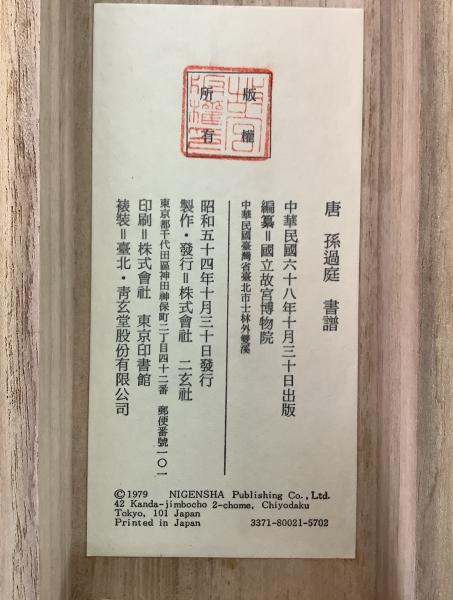 唐 孫過庭 書譜
中華民國六十八年十月三十日出版
編纂＝國立故宮博物院
中華民國臺灣省臺北市士林外雙溪
昭和五十四年十月三十日發行
製作・發行＝株式會社 二玄社
東京都千代田區神田神保町二丁目四十二番 郵便番號一〇一
印刷＝株式會社 東京印書館
裱裝＝臺北・靑玄堂股份有限公司
版權
所有
©1979 NIGENSHA Publishing Co., Ltd.
42 Kanda-jimbocho 2-chome, Chiyodaku
Tokyo, 101 Japan
Printed in Japan 3371-80021-5702